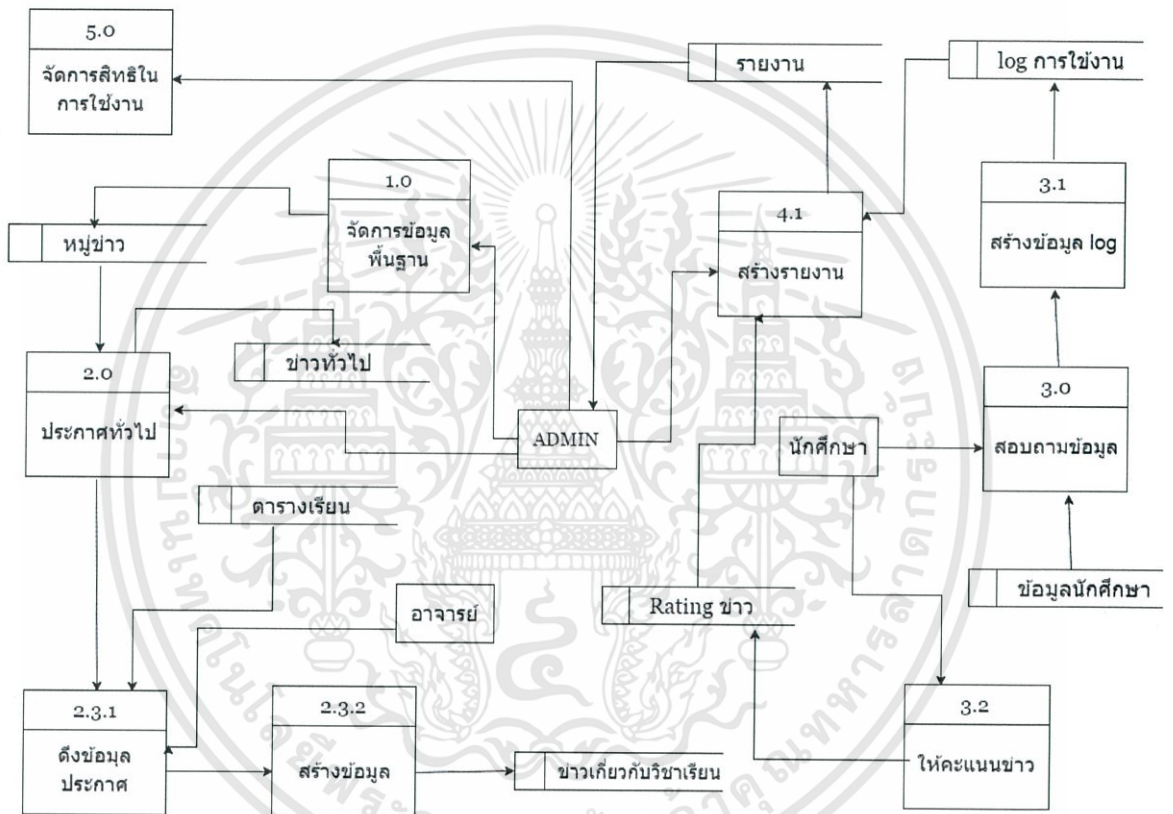 5.0
จัดการสิทธิใน
การใช้งาน
รายงาน
log การใช้งาน
1.0
จัดการข้อมูล
พื้นฐาน
4.1
สร้างรายงาน
3.1
สร้างข้อมูล log
หมู่ข่าว
ข่าวทั่วไป
2.0
ประกาศทั่วไป
ADMIN
นักศึกษา
3.0
สอบถามข้อมูล
ตารางเรียน
อาจารย์
Rating ข่าว
ข้อมูลนักศึกษา
2.3.1
ดึงข้อมูล
ประกาศ
2.3.2
สร้างข้อมูล
ข่าวเกี่ยวกับวิชาเรียน
3.2
ให้คะแนนข่าว